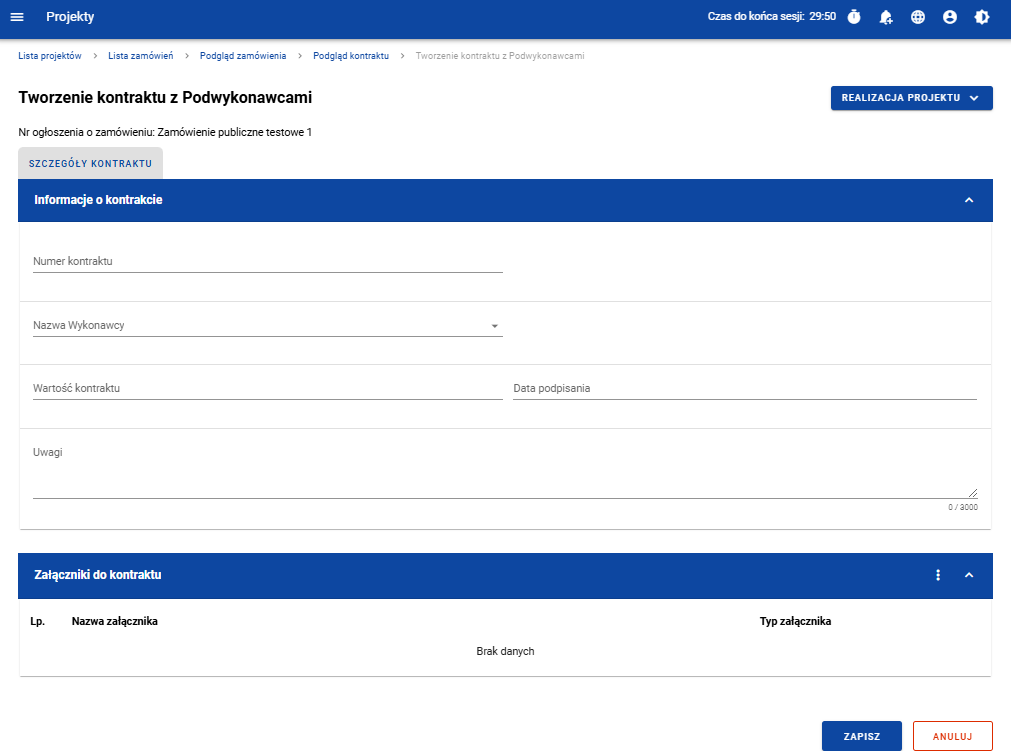 Projekty
Czas do końca sesji: 29:50
Lista projektów > Lista zamówień > Podgląd zamówienia > Podgląd kontraktu > Tworzenie kontraktu z Podwykonawcami
Tworzenie kontraktu z Podwykonawcami
REALIZACJA PROJEKTU
Nr ogłoszenia o zamówieniu: Zamówienie publiczne testowe 1
SZCZEGÓŁY KONTRAKTU
Informacje o kontrakcie
Numer kontraktu
Nazwa Wykonawcy
Wartość kontraktu
Data podpisania
Uwagi
0 / 3000
Załączniki do kontraktu
Lp. Nazwa załącznika Typ załącznika
Brak danych
ZAPISZ
ANULUJ